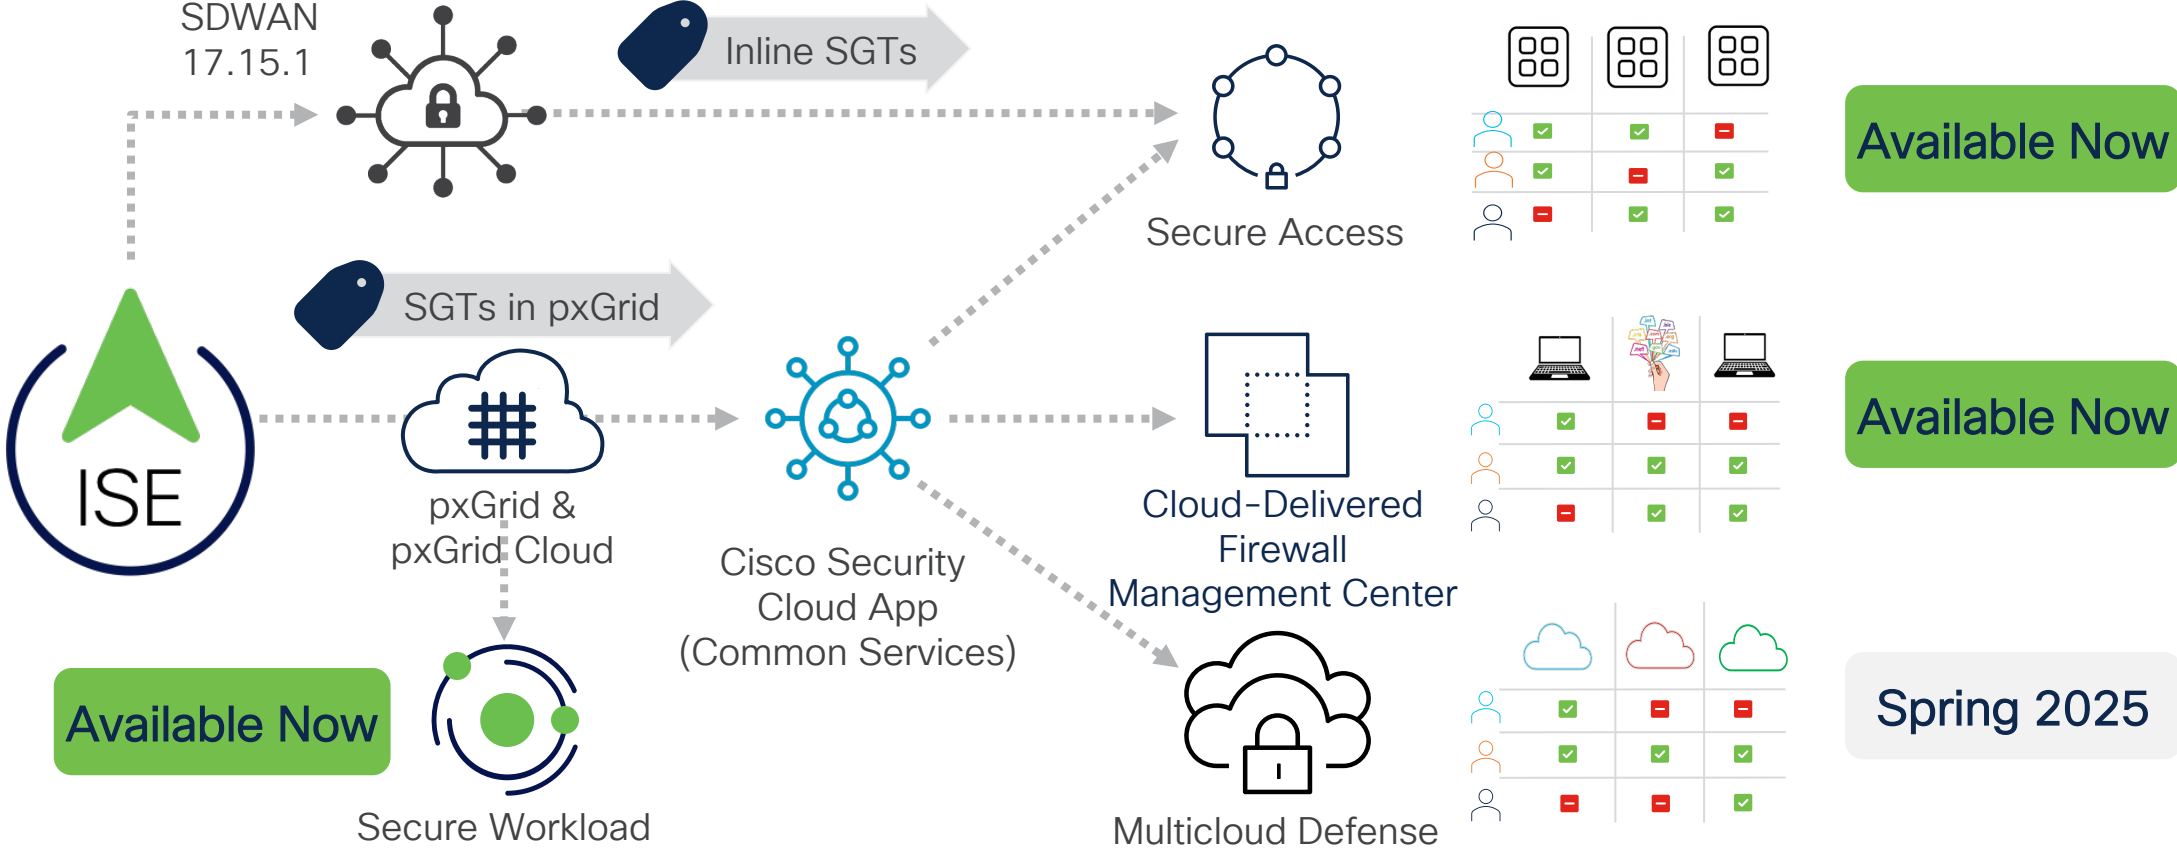 SDWAN
17.15.1
Inline SGTs
Available Now
Secure Access
SGTs in pxGrid
ISE
pxGrid &
pxGrid Cloud
Cisco Security
Cloud App
(Common Services)
Cloud-Delivered
Firewall
Management Center
Available Now
Available Now
Secure Workload
Multicloud Defense
Spring 2025